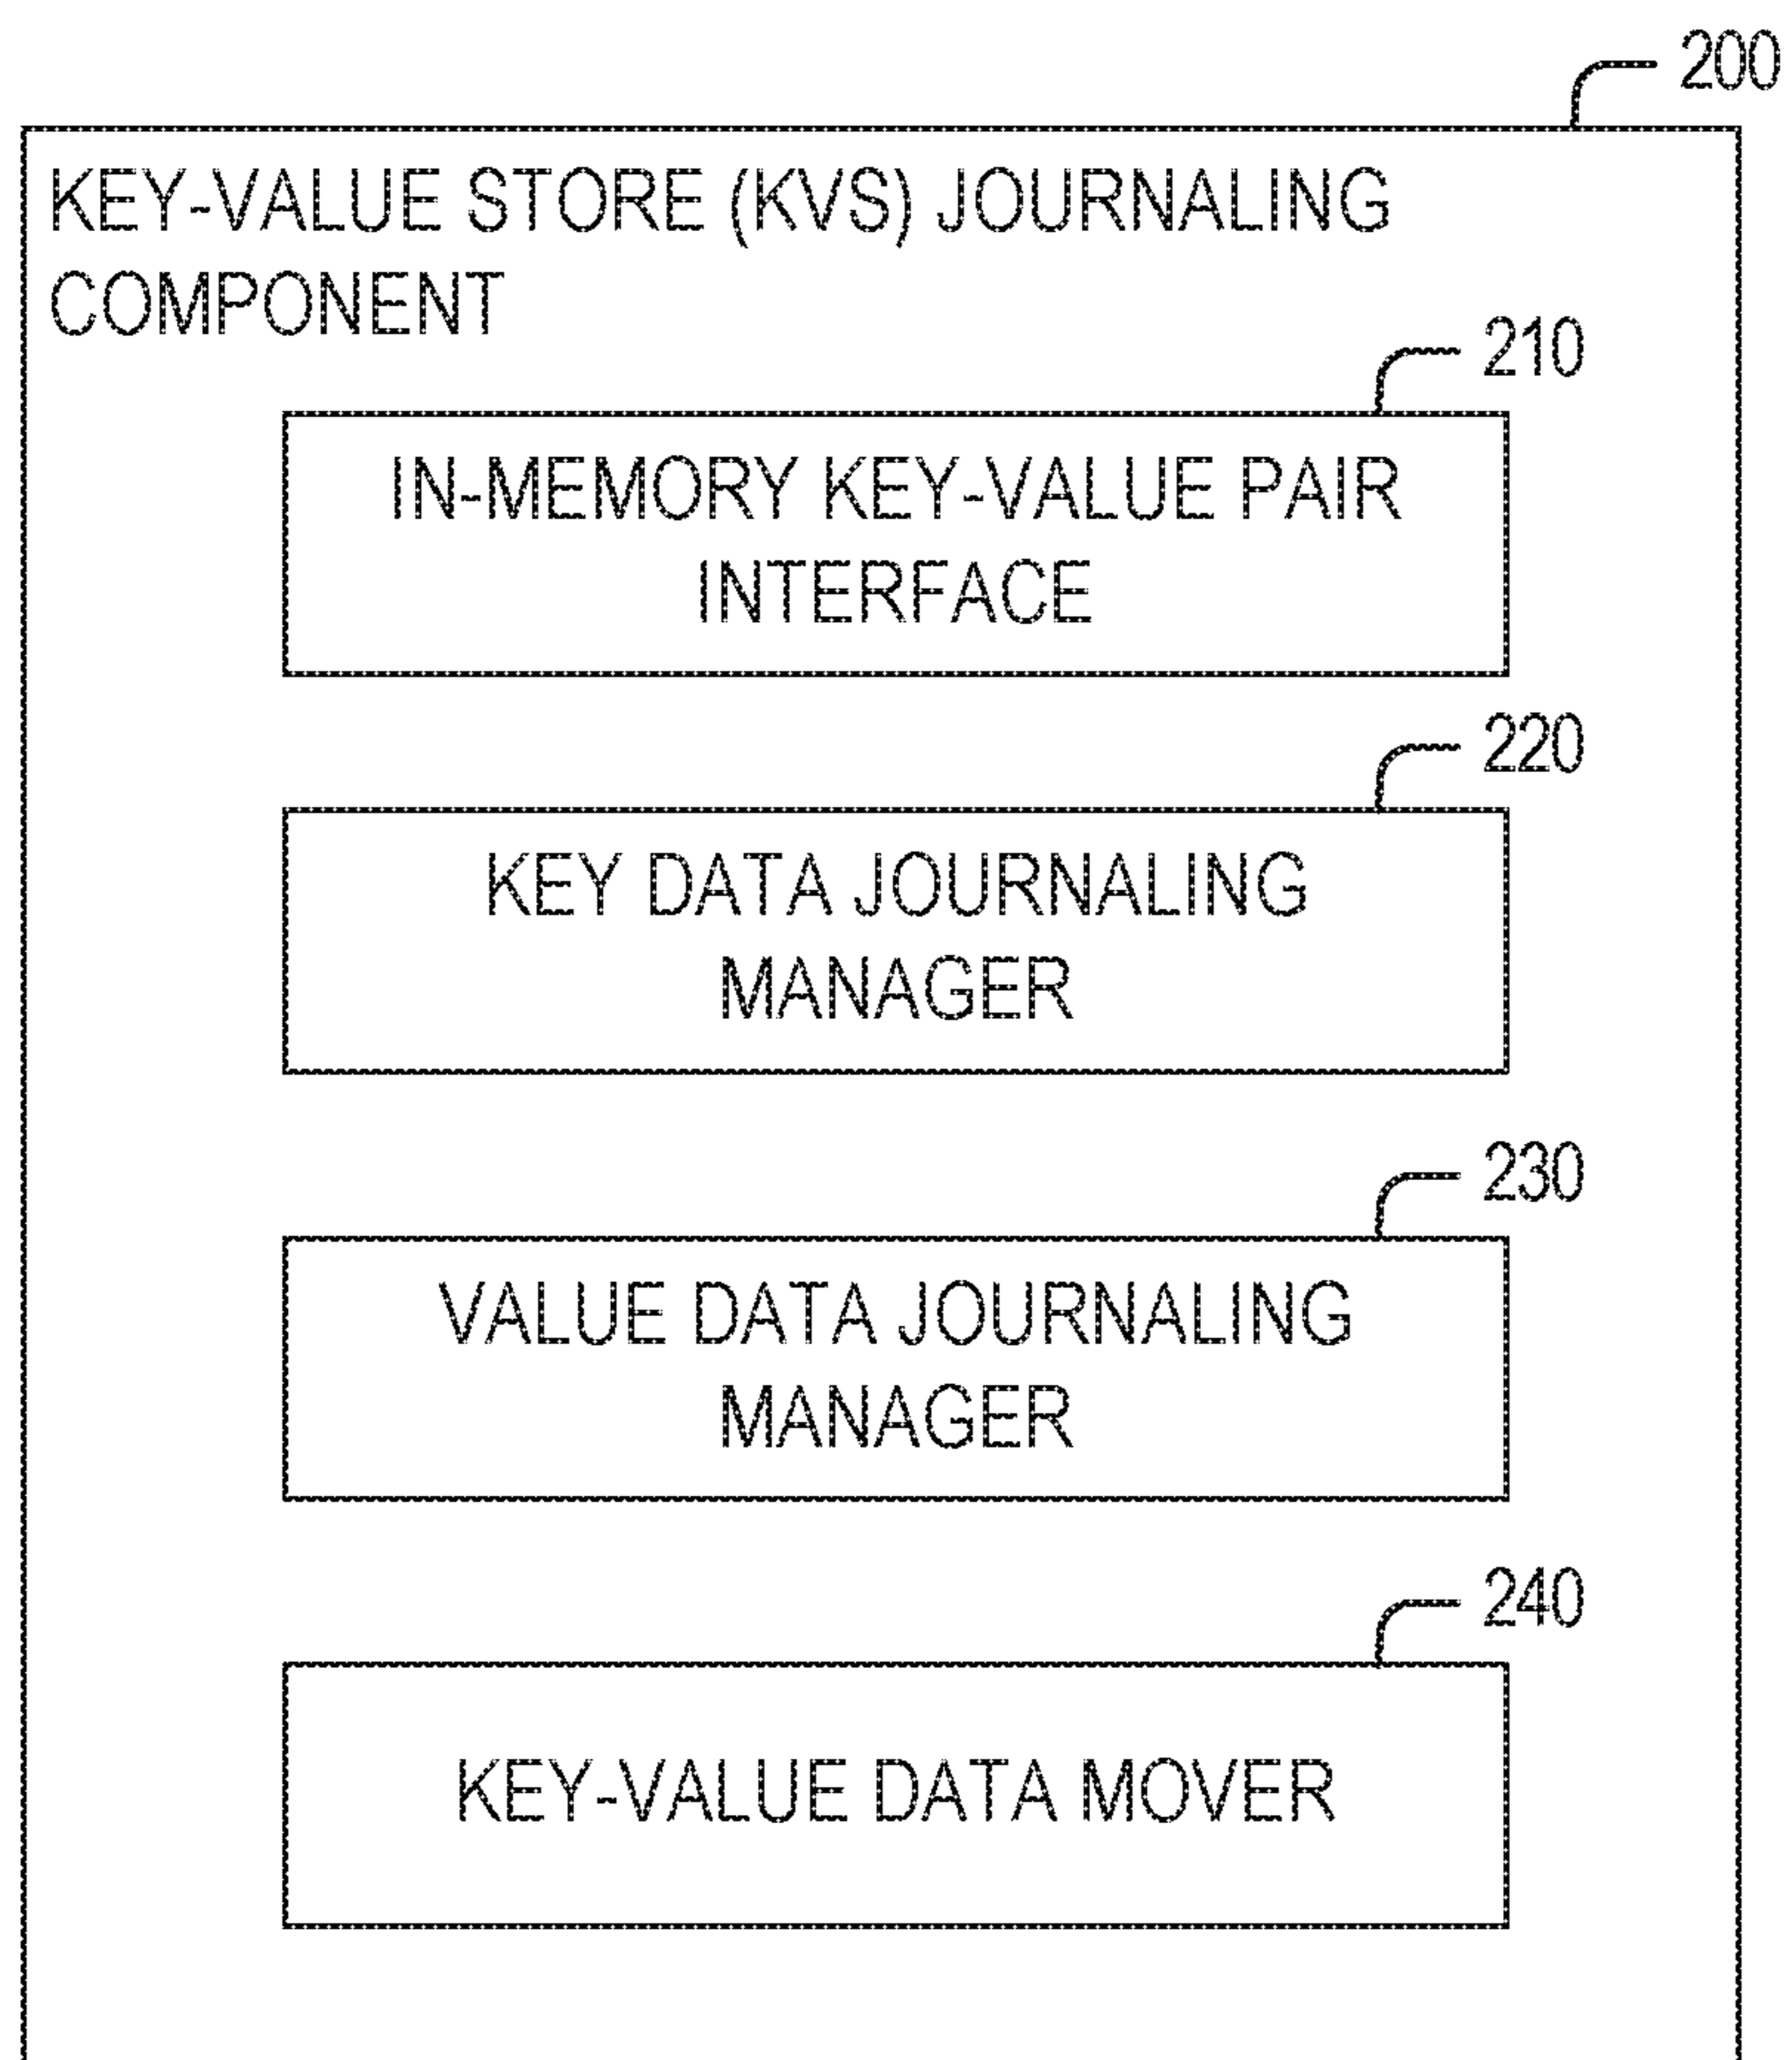 200
KEY-VALUE STORE (KVS) JOURNALING
COMPONENT
210
IN-MEMORY KEY-VALUE PAIR
INTERFACE
220
KEY DATA JOURNALING
MANAGER
230
VALUE DATA JOURNALING
MANAGER
240
KEY-VALUE DATA MOVER